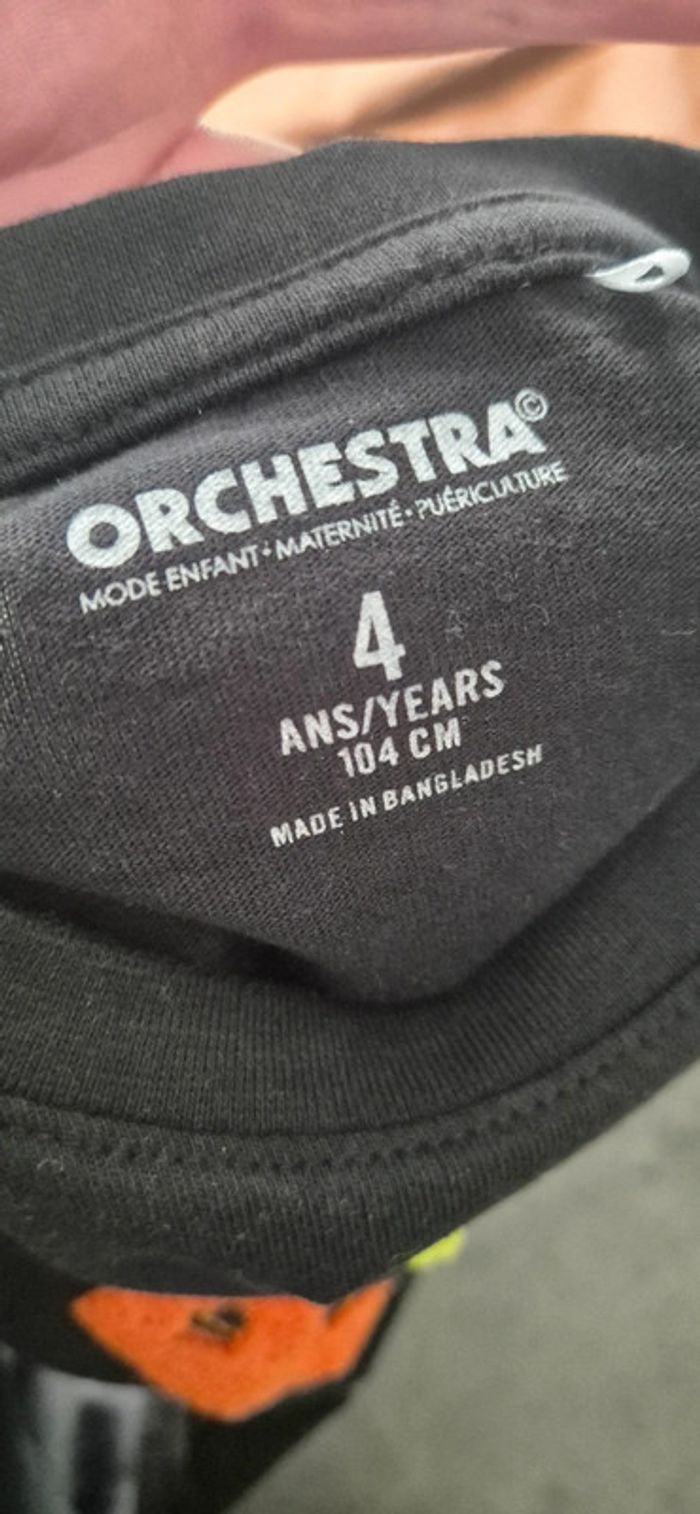 ORCHESTRA©
MODE ENFANT • MATERNITÉ • PUÉRICULTURE
4
ANS/YEARS
104 CM
MADE IN BANGLADESH